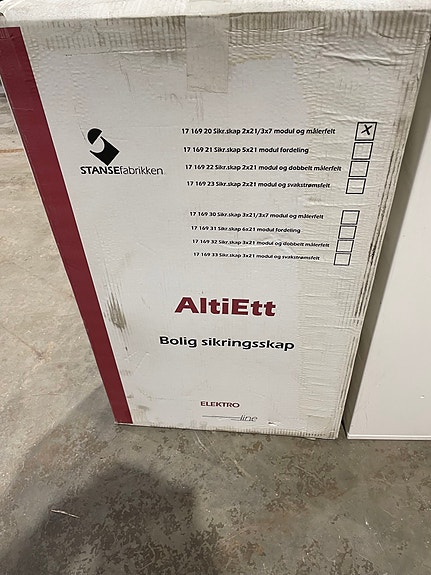 17 169 20 Sikr.skap 2x21/3x7 modul og målerfelt X
17 169 21 Sikr.skap 5x21 modul fordeling
17 169 22 Sikr.skap 2x21 modul og dobbelt målerfelt
17 169 23 Sikr.skap 2x21 modul og svakstrømsfelt
STANSEfabrikken
17 169 30 Sikr.skap 3x21/3x7 modul og målerfelt
17 169 31 Sikr.skap 6x21 modul fordeling
17 169 32 Sikr.skap 3x21 modul og dobbelt målerfelt
17 169 33 Sikr.skap 3x21 modul og svakstrømsfelt
AltiEtt
Bolig sikringsskap
ELEKTRO
line